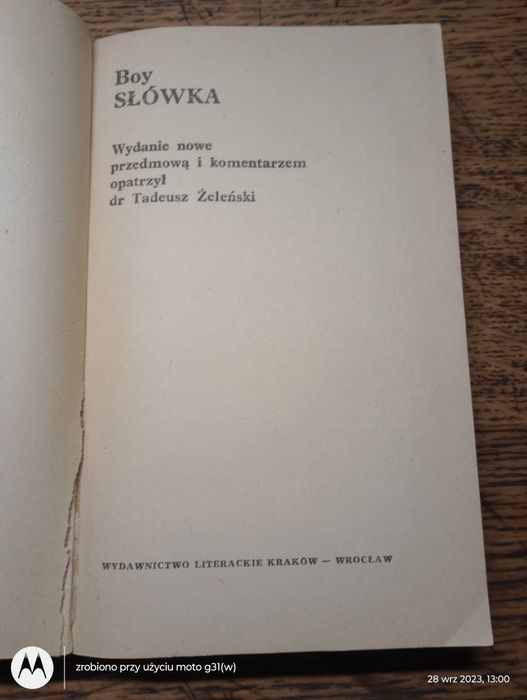 Boy
SŁÓWKA
Wydanie nowe
przedmową i komentarzem
opatrzył
dr Tadeusz Żeleński
WYDAWNICTWO LITERACKIE KRAKÓW — WROCŁAW
zrobiono przy użyciu moto g31(w)
28 wrz 2023, 13:00